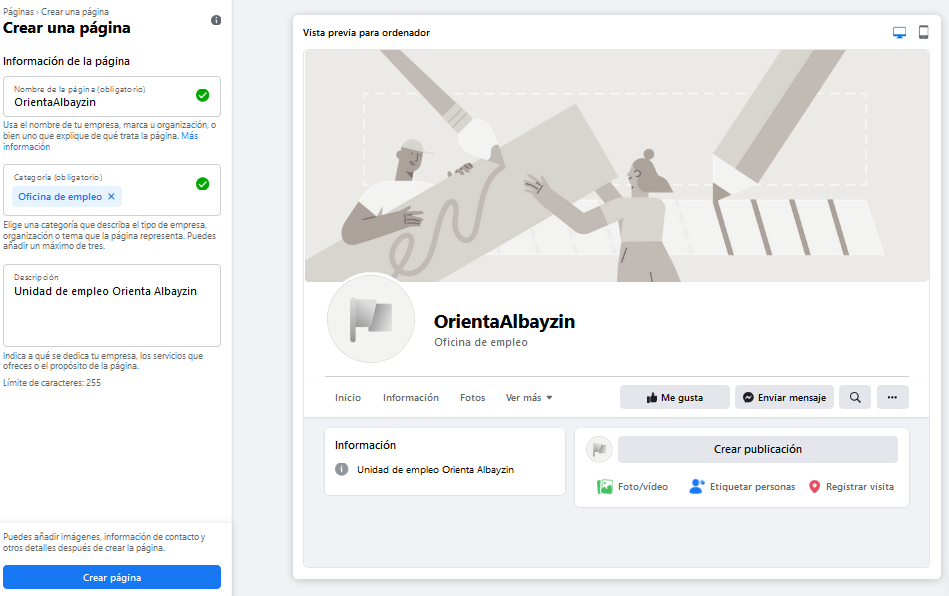 Páginas › Crear una página
Crear una página
Información de la página
Nombre de la página (obligatorio)
OrientaAlbayzin
Usa el nombre de tu empresa, marca u organización, o
bien uno que explique de qué trata la página. Más
información
Categoría (obligatorio)
Oficina de empleo ×
Elige una categoría que describa el tipo de empresa,
organización o tema que la página representa. Puedes
añadir un máximo de tres.
Descripción
Unidad de empleo Orienta Albayzin
Indica a qué se dedica tu empresa, los servicios que
ofreces o el propósito de la página.
Límite de caracteres: 255
Puedes añadir imágenes, información de contacto y
otros detalles después de crear la página.
Crear página
Vista previa para ordenador
OrientaAlbayzin
Oficina de empleo
Inicio Información Fotos Ver más Me gusta Enviar mensaje ...
Información
Unidad de empleo Orienta Albayzin
Crear publicación
Foto/vídeo Etiquetar personas Registrar visita